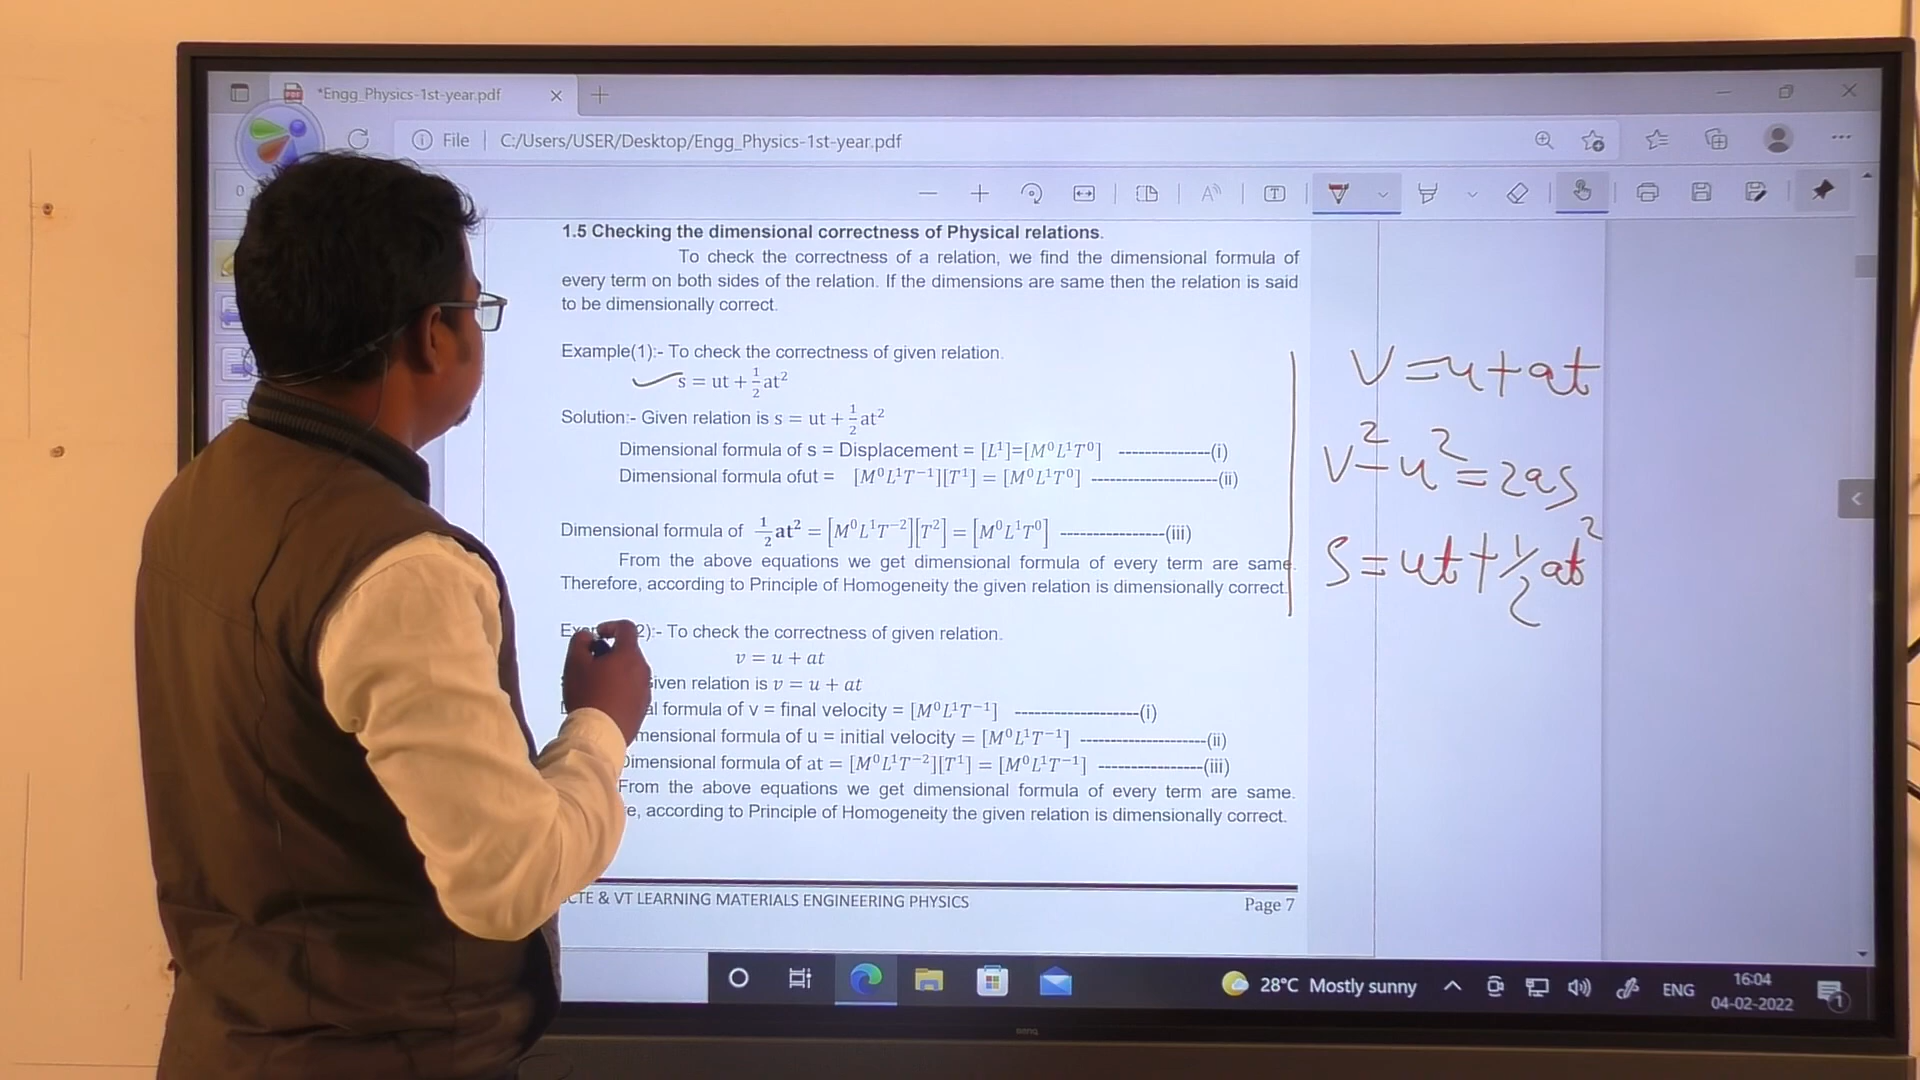 *Engg_Physics-1st-year.pdf
File C:/Users/USER/Desktop/Engg_Physics-1st-year.pdf
1.5 Checking the dimensional correctness of Physical relations.
To check the correctness of a relation, we find the dimensional formula of
every term on both sides of the relation. If the dimensions are same then the relation is said
to be dimensionally correct.
Example(1):- To check the correctness of given relation.
s = ut + 1/2 at²
Solution:- Given relation is s = ut + 1/2 at²
Dimensional formula of s = Displacement = [L¹]=[M⁰L¹T⁰] ---------------(i)
Dimensional formula ofut = [M⁰L¹T⁻¹][T¹] = [M⁰L¹T⁰] ---------------------(ii)
Dimensional formula of 1/2 at² = [M⁰L¹T⁻²][T²] = [M⁰L¹T⁰] -----------------(iii)
From the above equations we get dimensional formula of every term are same.
Therefore, according to Principle of Homogeneity the given relation is dimensionally correct.
V = u + at
V² - u² = 2as
S = ut + 1/2 at²
2):- To check the correctness of given relation.
v = u + at
iven relation is v = u + at
al formula of v = final velocity = [M⁰L¹T⁻¹] --------------------(i)
mensional formula of u = initial velocity = [M⁰L¹T⁻¹] ---------------------(ii)
Dimensional formula of at = [M⁰L¹T⁻²][T¹] = [M⁰L¹T⁻¹] -----------------(iii)
From the above equations we get dimensional formula of every term are same.
e, according to Principle of Homogeneity the given relation is dimensionally correct.
CTE & VT LEARNING MATERIALS ENGINEERING PHYSICS Page 7
28°C Mostly sunny ENG 16:04
04-02-2022
1
BenQ